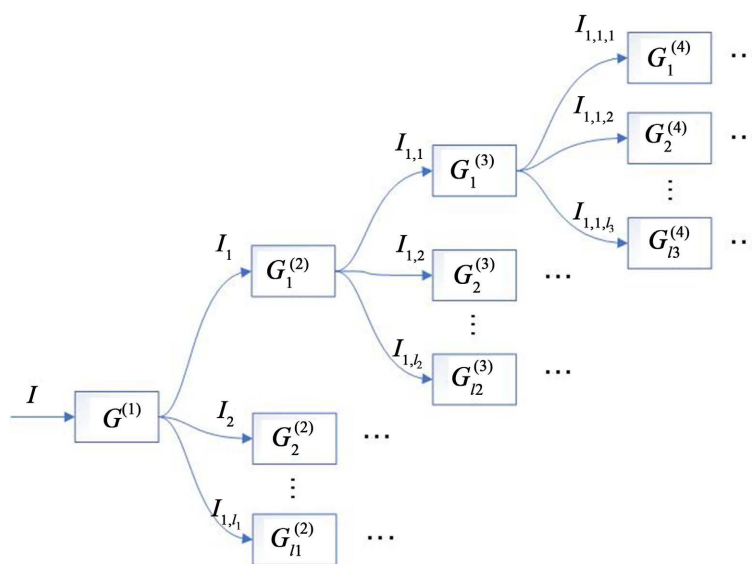 I_{1,1,1}
G_1^{(4)} ..
I_{1,1,2}
G_2^{(4)} ..
⋮
I_{1,1,l_3}
G_{l3}^{(4)} ..
I_{1,1}
G_1^{(3)}
I_{1,2}
G_2^{(3)} ...
⋮
I_{1,l_2}
G_{l2}^{(3)} ...
I_1
G_1^{(2)}
I
G^{(1)}
I_2
G_2^{(2)} ...
⋮
I_{1,l_1}
G_{l1}^{(2)} ...